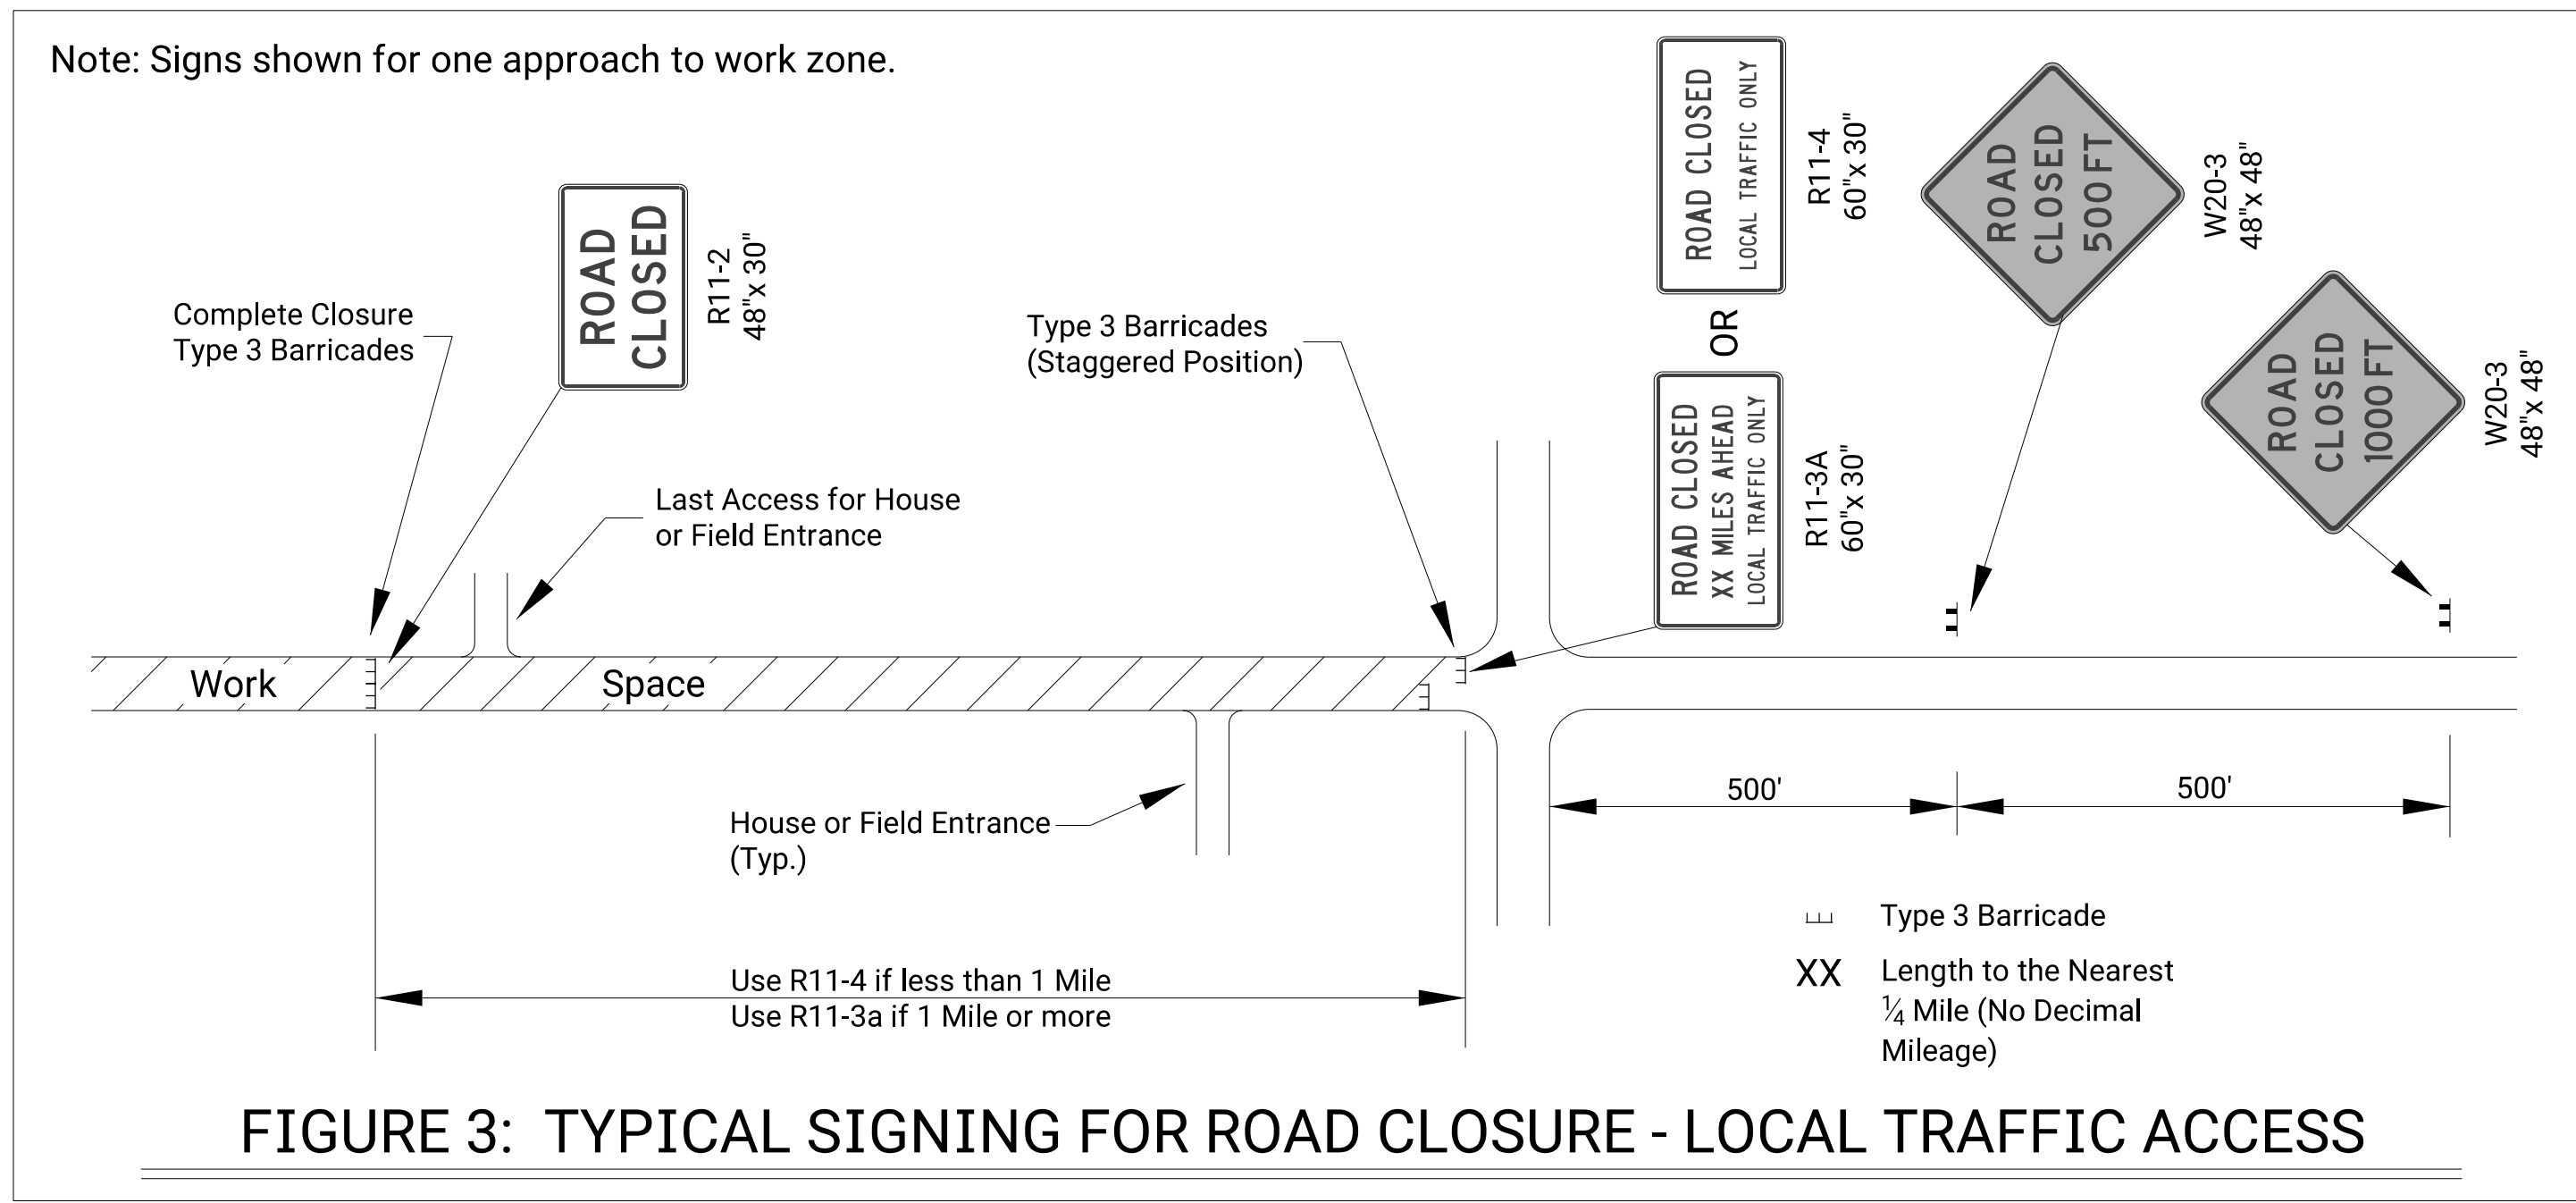 Note: Signs shown for one approach to work zone.
Complete Closure
Type 3 Barricades
ROAD
CLOSED
R11-2
48"x 30"
Last Access for House
or Field Entrance
Type 3 Barricades
(Staggered Position)
ROAD CLOSED
LOCAL TRAFFIC ONLY
R11-4
60"x 30"
OR
ROAD CLOSED
XX MILES AHEAD
LOCAL TRAFFIC ONLY
R11-3A
60"x 30"
ROAD
CLOSED
500FT
W20-3
48"x 48"
ROAD
CLOSED
1000FT
W20-3
48"x 48"
Work
Space
House or Field Entrance
(Typ.)
500'
500'
Use R11-4 if less than 1 Mile
Use R11-3a if 1 Mile or more
Type 3 Barricade
XX Length to the Nearest
¼ Mile (No Decimal
Mileage)
FIGURE 3: TYPICAL SIGNING FOR ROAD CLOSURE - LOCAL TRAFFIC ACCESS